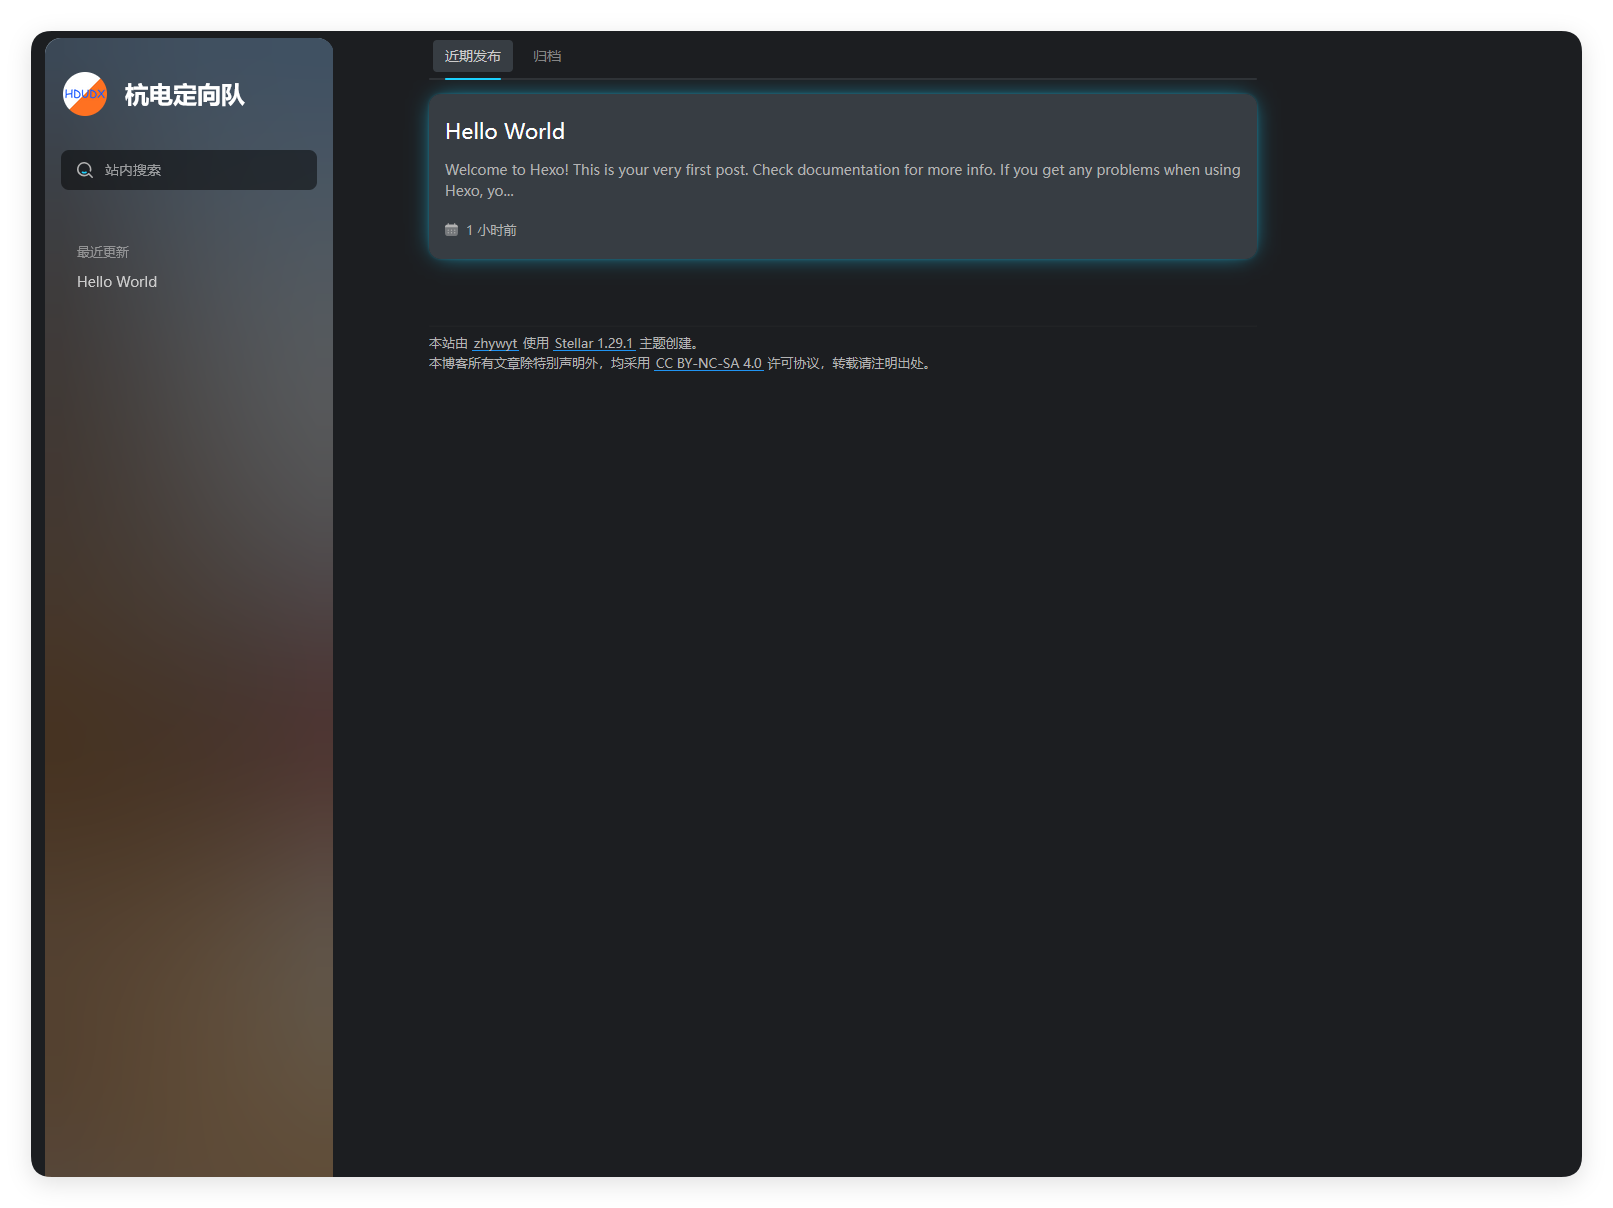 HDUDX
杭电定向队
站内搜索
最近更新
Hello World
近期发布
归档
Hello World
Welcome to Hexo! This is your very first post. Check documentation for more info. If you get any problems when using
Hexo, yo...
1 小时前
本站由 zhywyt 使用 Stellar 1.29.1 主题创建。
本博客所有文章除特别声明外，均采用 CC BY-NC-SA 4.0 许可协议，转载请注明出处。